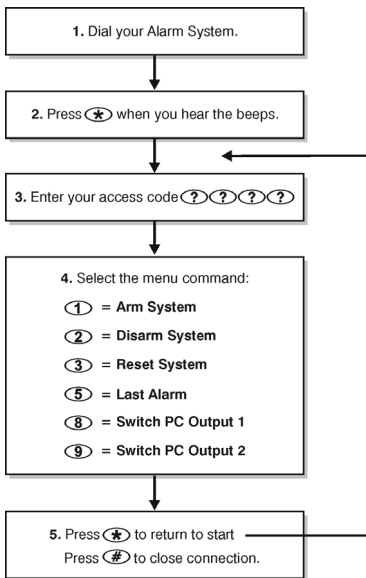 1. Dial your Alarm System.
2. Press * when you hear the beeps.
3. Enter your access code ? ? ? ?
4. Select the menu command:
1 = Arm System
2 = Disarm System
3 = Reset System
5 = Last Alarm
8 = Switch PC Output 1
9 = Switch PC Output 2
5. Press * to return to start
Press # to close connection.